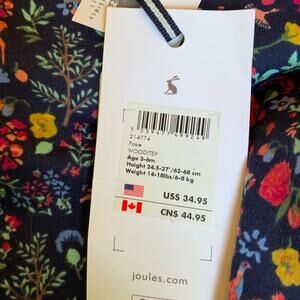 214774
Posie
WOODITSY
Age 3-6m
Height 24.5-27"/62-68 cm
Weight 14-18lbs/6-8 kg
US$ 34.95
CN$ 44.95
joules.com